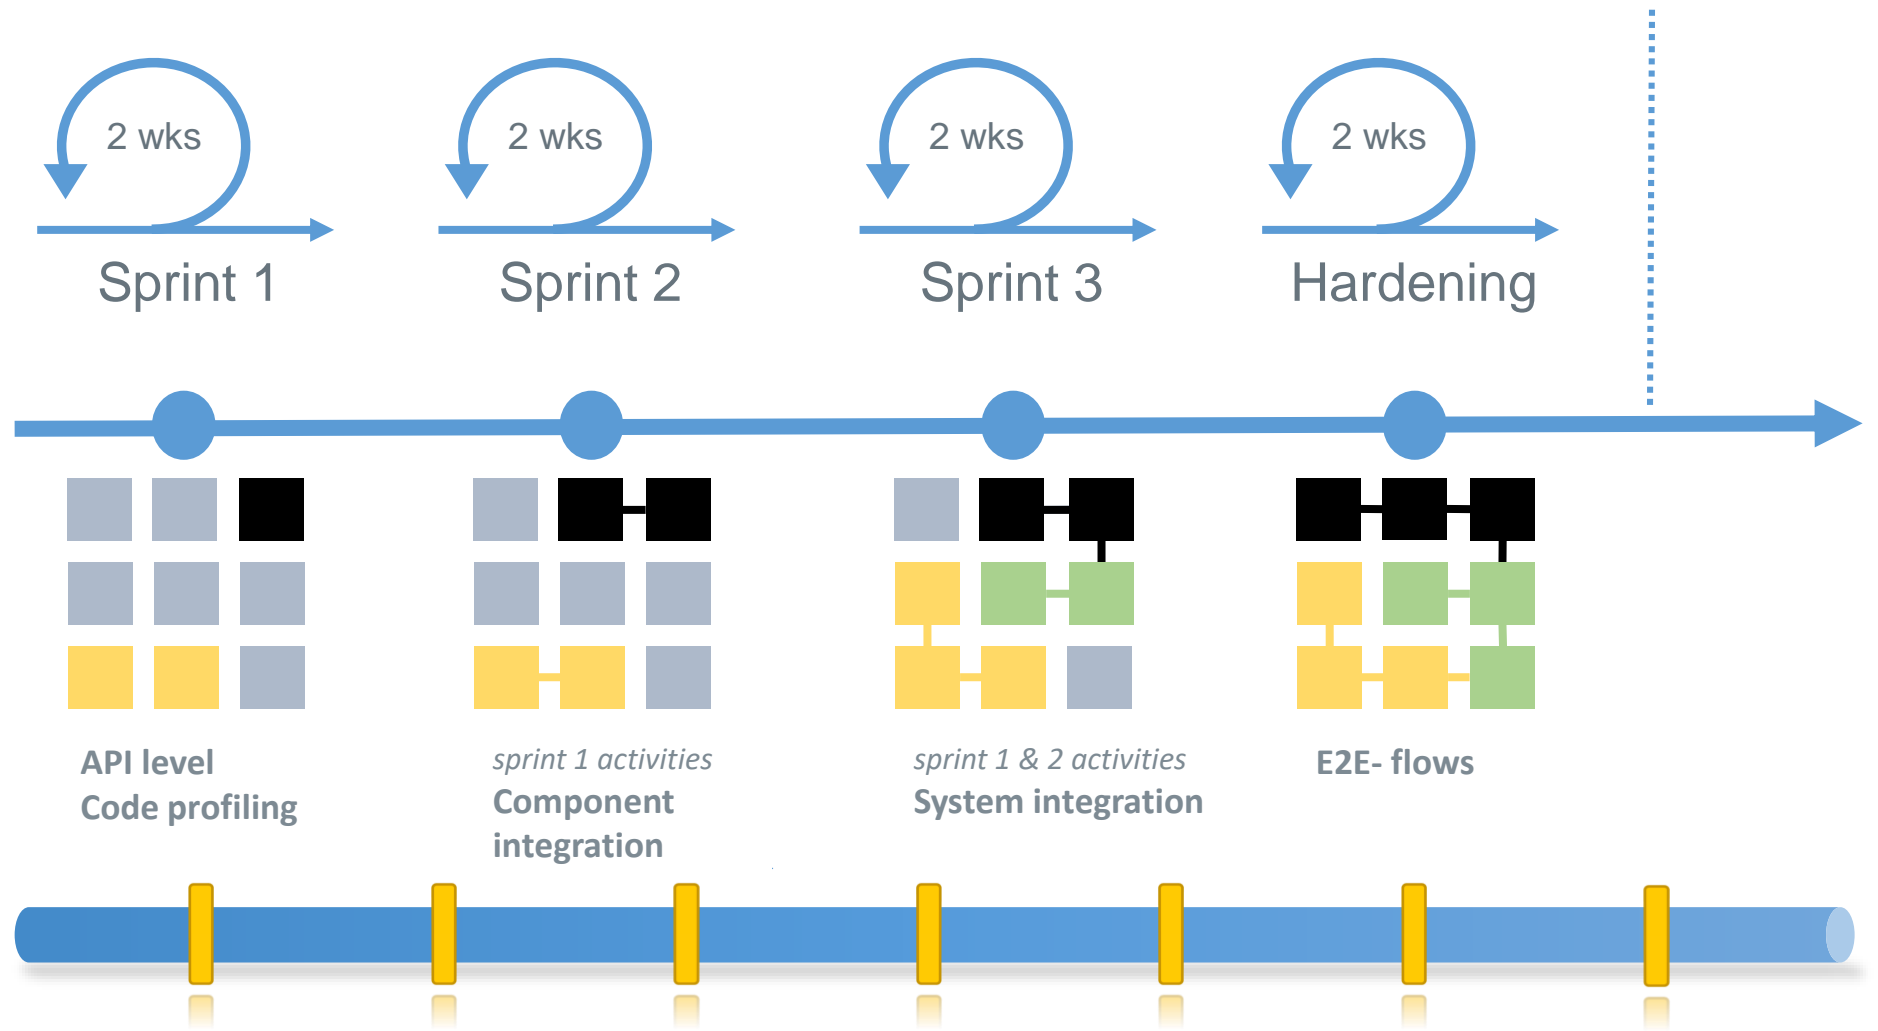 2 wks
2 wks
2 wks
2 wks
Sprint 1
Sprint 2
Sprint 3
Hardening
API level
Code profiling
sprint 1 activities
Component
integration
sprint 1 & 2 activities
System integration
E2E- flows